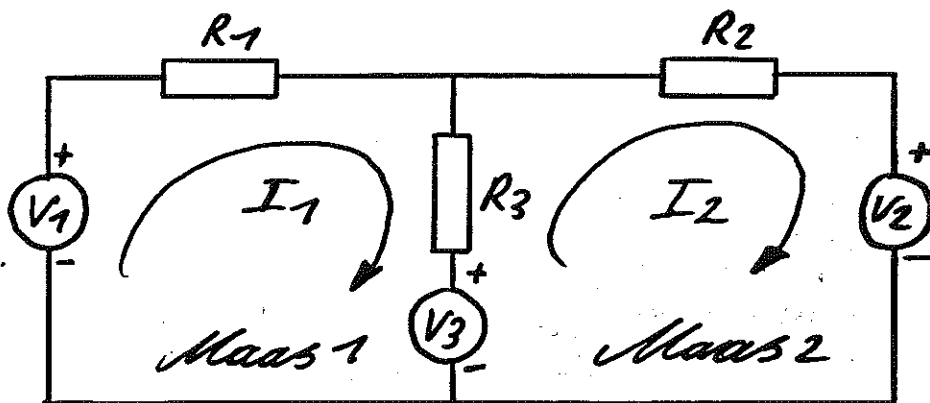 R1 R2
+ +
V1 I1 R3 I2 V2
- + -
V3
Maas 1 Maas 2
-